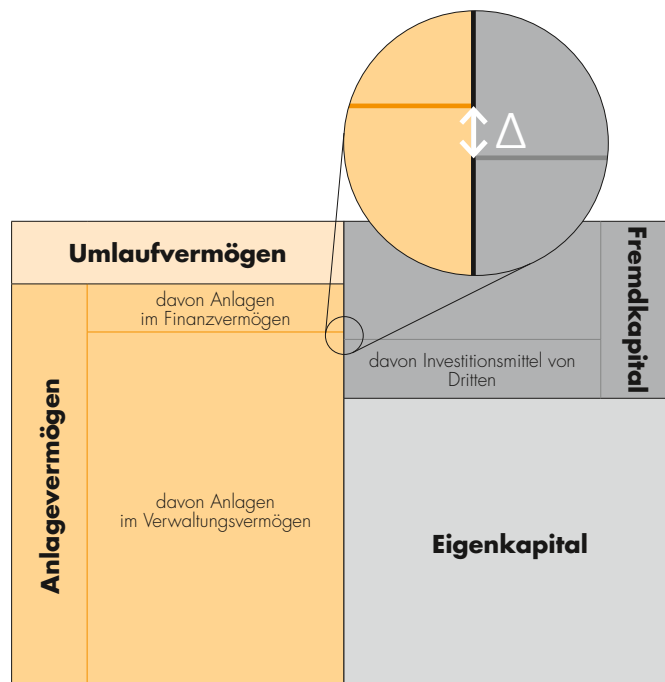 Δ
Umlaufvermögen
davon Anlagen
im Finanzvermögen
Anlagevermögen
davon Anlagen
im Verwaltungsvermögen
Fremdkapital
davon Investitionsmittel von
Dritten
Eigenkapital